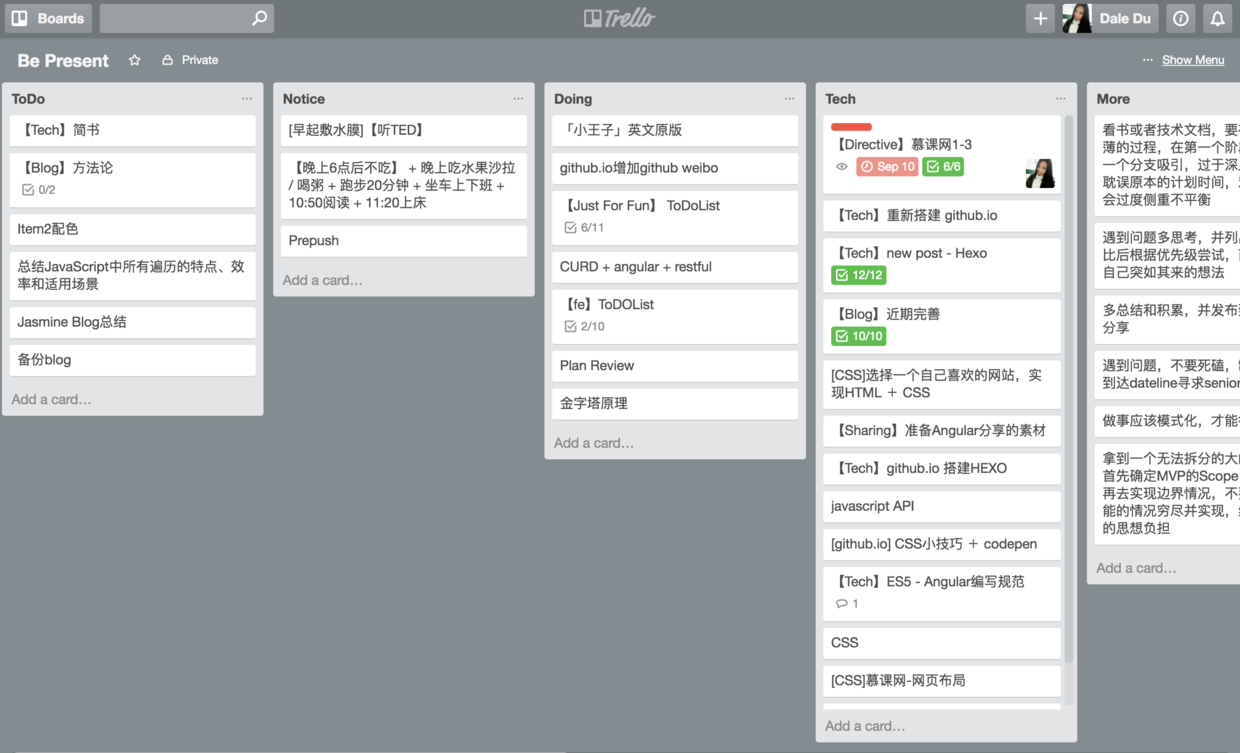 Boards
Trello
Dale Du
Be Present
Private
... Show Menu
ToDo
【Tech】简书
【Blog】方法论
0/2
Item2配色
总结JavaScript中所有遍历的特点、效
率和适用场景
Jasmine Blog总结
备份blog
Add a card...
Notice
[早起敷水膜]【听TED】
【晚上6点后不吃】 + 晚上吃水果沙拉
/ 喝粥 + 跑步20分钟 + 坐车上下班 +
10:50阅读 + 11:20上床
Prepush
Add a card...
Doing
「小王子」英文原版
github.io增加github weibo
【Just For Fun】 ToDoList
6/11
CURD + angular + restful
【fe】ToDOList
2/10
Plan Review
金字塔原理
Add a card...
Tech
【Directive】慕课网1-3
Sep 10
6/6
【Tech】重新搭建 github.io
【Tech】new post - Hexo
12/12
【Blog】近期完善
10/10
[CSS]选择一个自己喜欢的网站，实
现HTML ＋ CSS
【Sharing】准备Angular分享的素材
【Tech】github.io 搭建HEXO
javascript API
[github.io] CSS小技巧 ＋ codepen
【Tech】ES5 - Angular编写规范
1
CSS
[CSS]慕课网-网页布局
Add a card...
More
看书或者技术文档，要
薄的过程，在第一个阶
一个分支吸引，过于深
耽误原本的计划时间，
会过度侧重不平衡
遇到问题多思考，并列
比后根据优先级尝试，
自己突如其来的想法
多总结和积累，并发布
分享
遇到问题，不要死磕，
到达dateline寻求senior
做事应该模式化，才能
拿到一个无法拆分的大
首先确定MVP的Scope
再去实现边界情况，不
能的情况穷尽并实现，
的思想负担
Add a card...